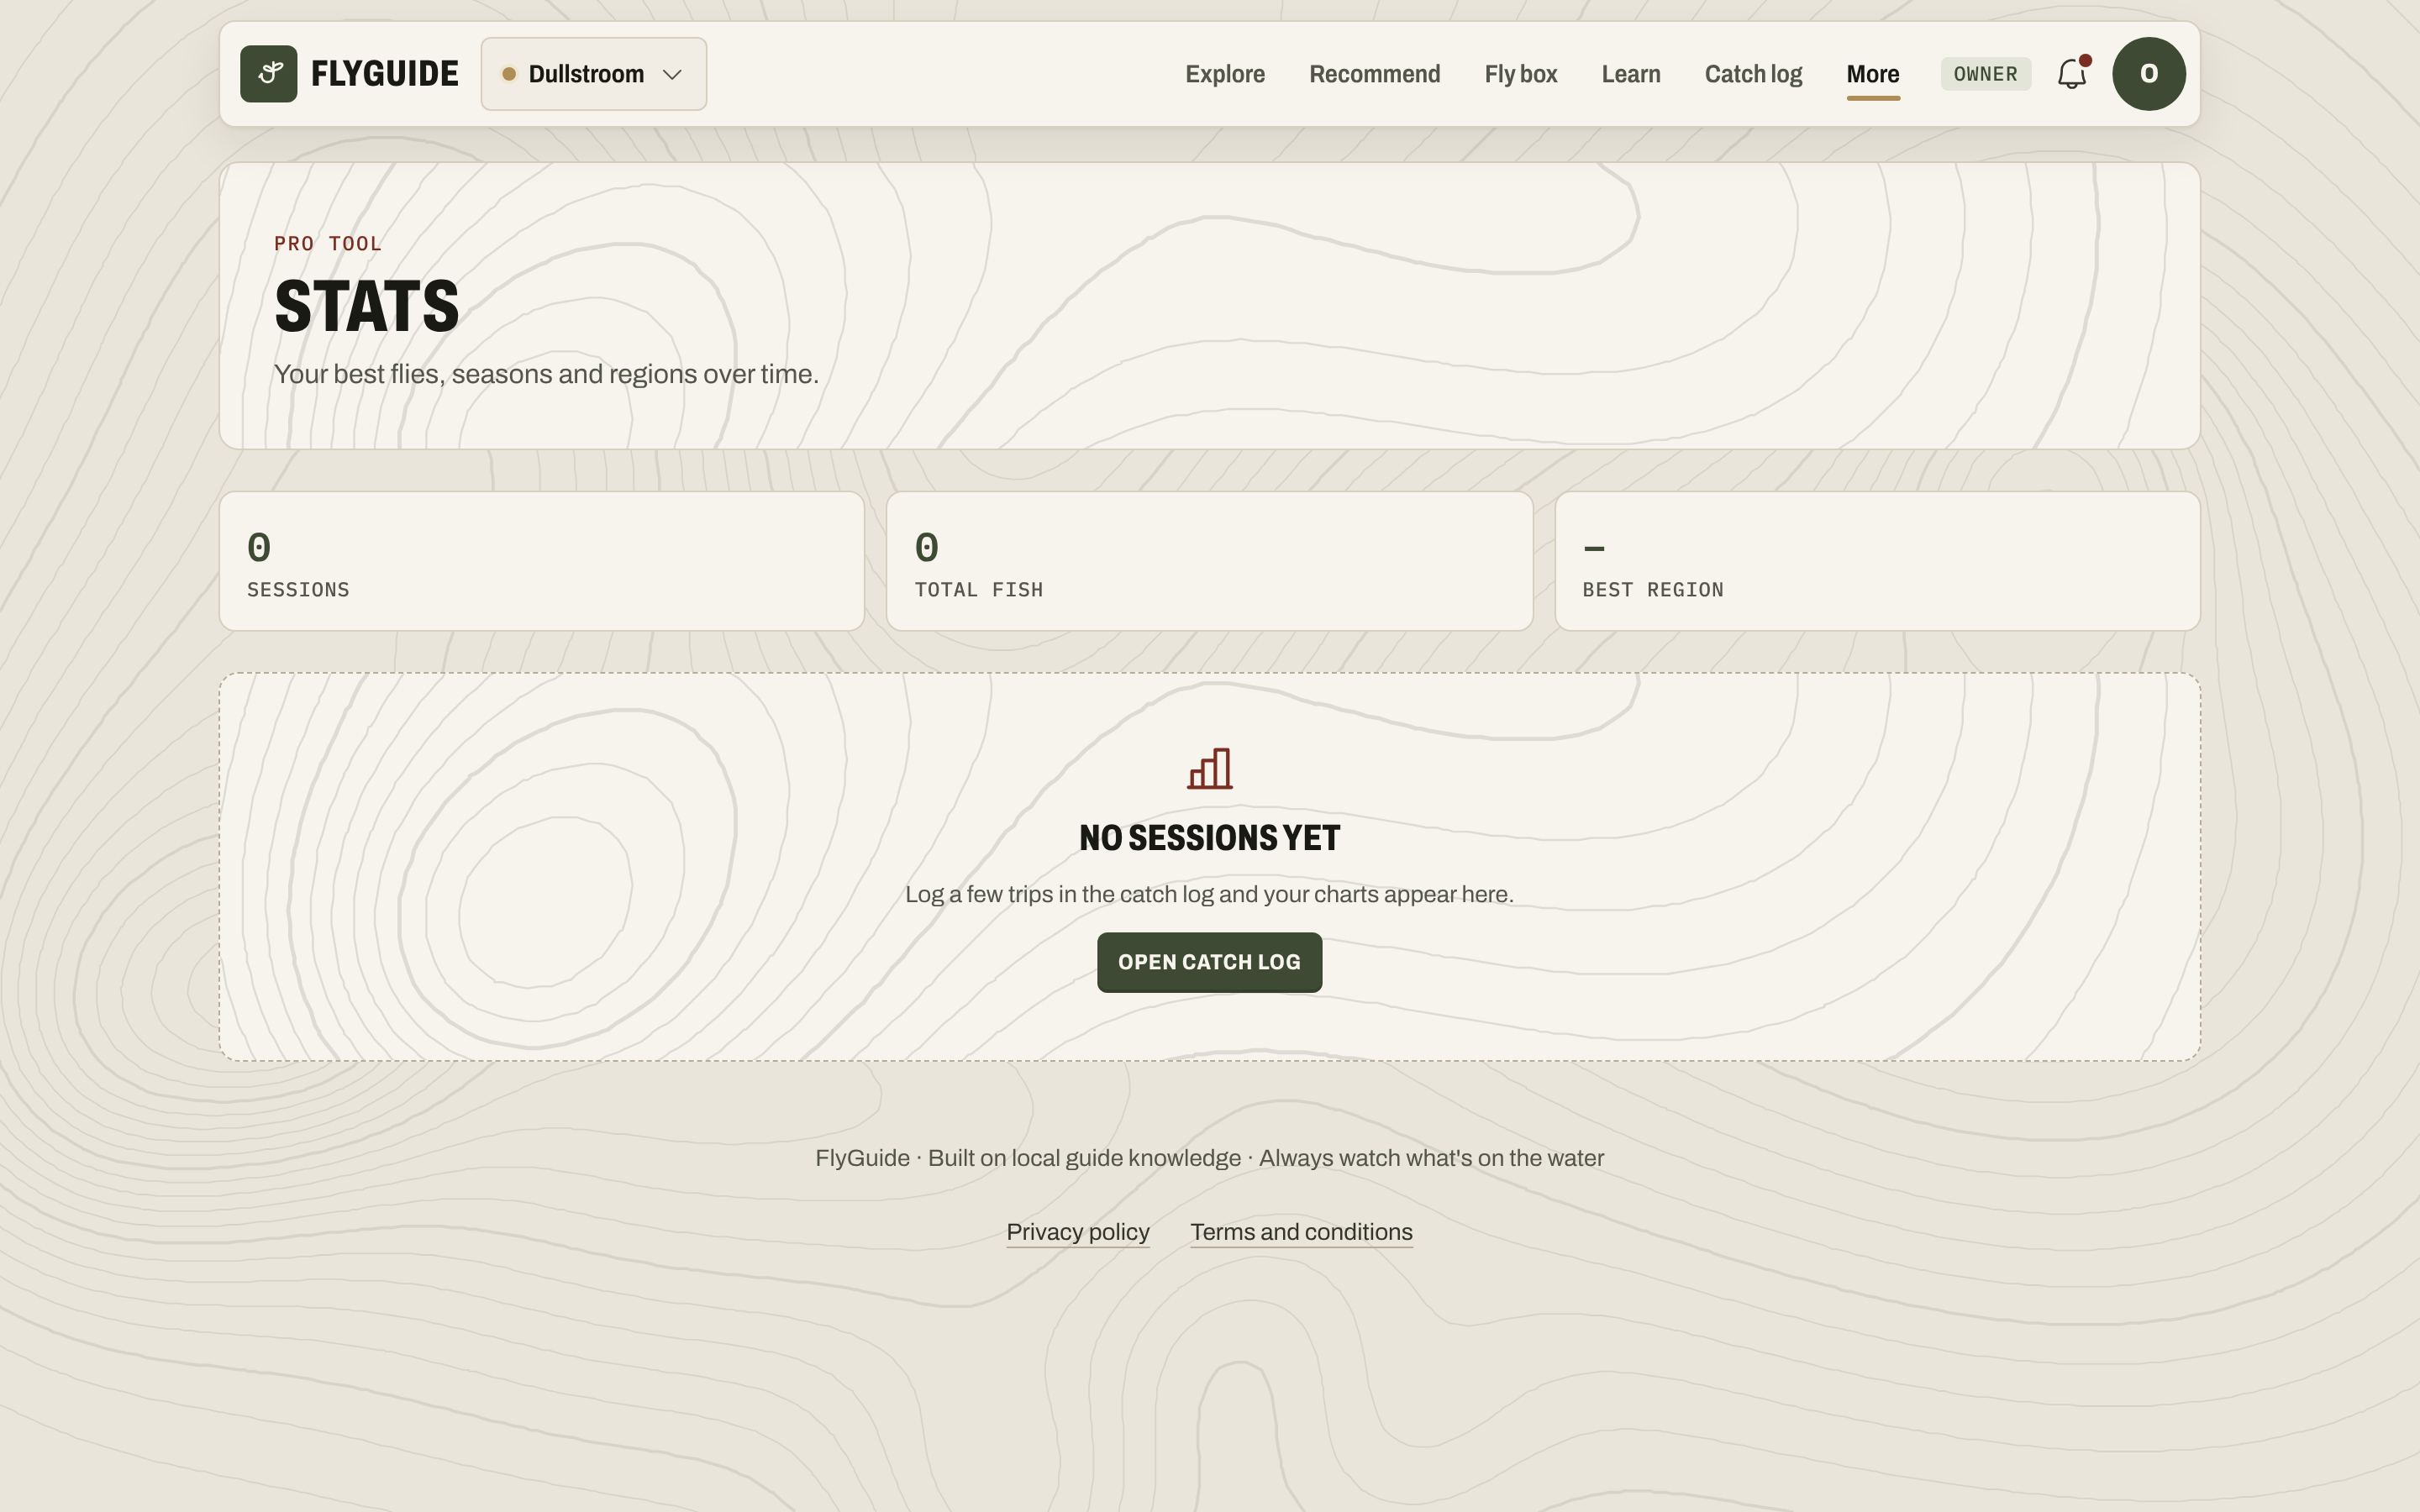 FLYGUIDE
Dullstroom
Explore
Recommend
Fly box
Learn
Catch log
More
OWNER
O
PRO TOOL
STATS
Your best flies, seasons and regions over time.
0
SESSIONS
0
TOTAL FISH
–
BEST REGION
NO SESSIONS YET
Log a few trips in the catch log and your charts appear here.
OPEN CATCH LOG
FlyGuide · Built on local guide knowledge · Always watch what's on the water
Privacy policy
Terms and conditions